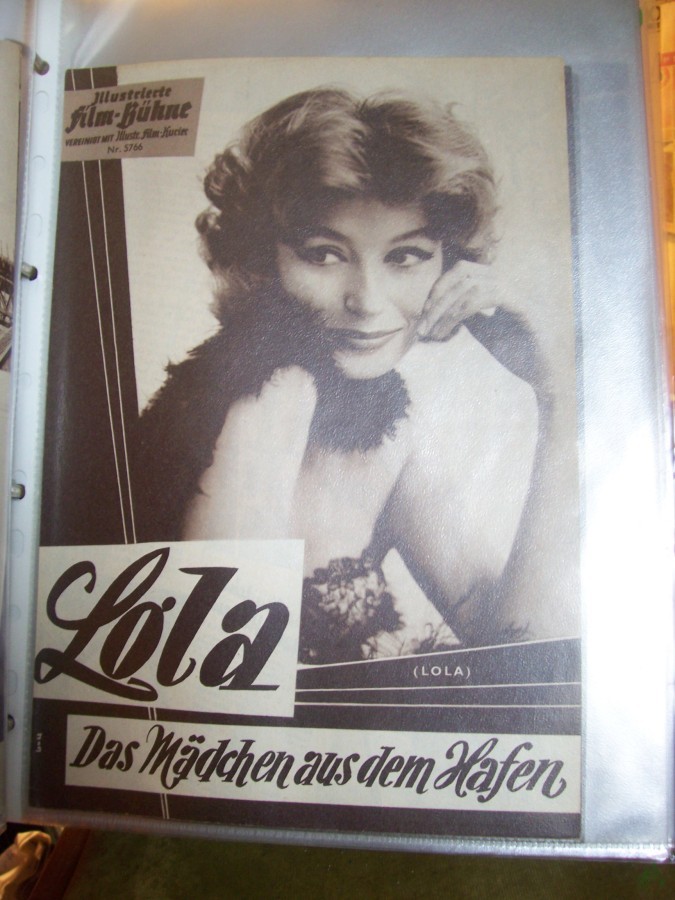 Illustrierte
Film-Bühne
VEREINIGT MIT Illustr. Film-Kurier
Nr. 5766
Lola
(LOLA)
Das Mädchen aus dem Hafen